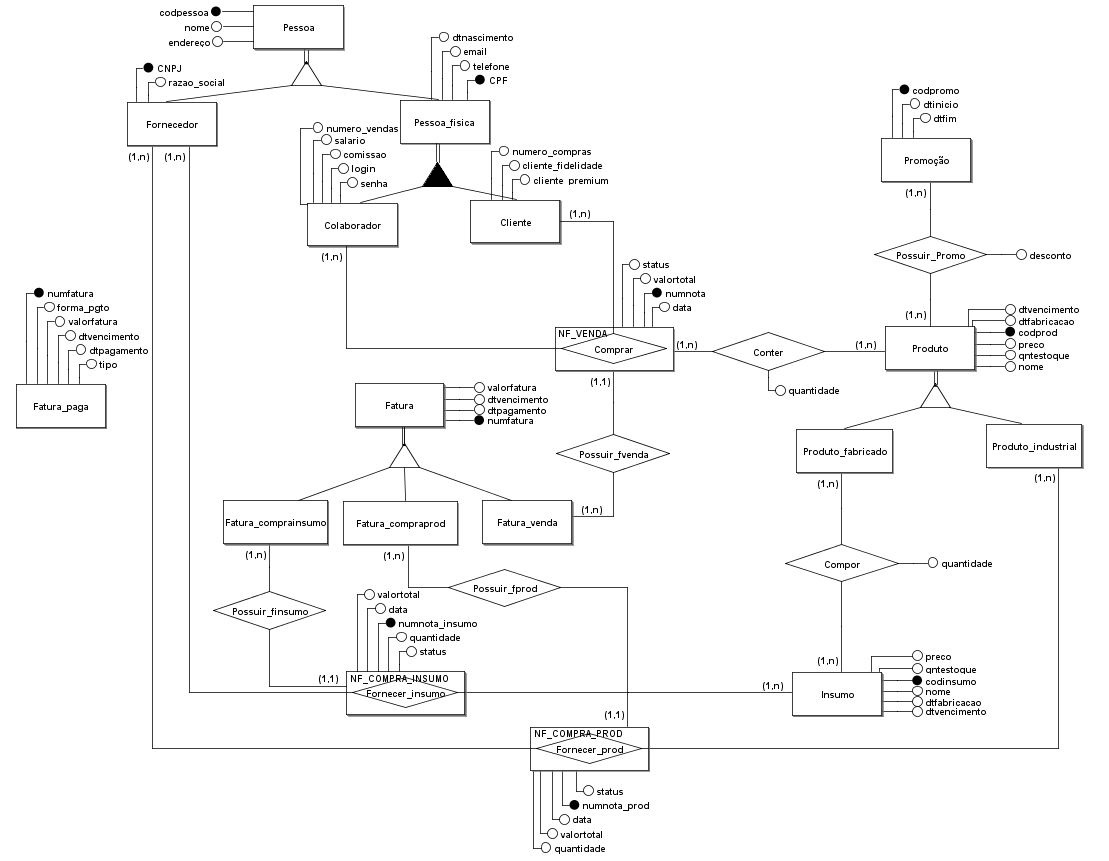 codpessoa
nome
endereço
Pessoa
CNPJ
razao_social
Fornecedor
(1,n)
(1,n)
dtnascimento
email
telefone
CPF
Pessoa_fisica
numero_vendas
salario
comissao
login
senha
Colaborador
(1,n)
numero_compras
cliente_fidelidade
cliente_premium
Cliente
(1,n)
codpromo
dtinicio
dtfim
Promoção
(1,n)
Possuir_Promo
desconto
(1,n)
status
valortotal
numnota
data
NF_VENDA
Comprar
(1,n)
(1,1)
Conter
quantidade
(1,n)
Produto
dtvencimento
dtfabricacao
codprod
preco
qntestoque
nome
numfatura
forma_pgto
valorfatura
dtvencimento
dtpagamento
tipo
Fatura_paga
Fatura
valorfatura
dtvencimento
dtpagamento
numfatura
Possuir_fvenda
(1,n)
Produto_fabricado
(1,n)
Produto_industrial
(1,n)
Fatura_comprainsumo
(1,n)
Fatura_compraprod
(1,n)
Fatura_venda
Compor
quantidade
Possuir_finsumo
Possuir_fprod
valortotal
data
numnota_insumo
quantidade
status
(1,1)
NF_COMPRA_INSUMO
Fornecer_insumo
(1,n)
(1,n)
Insumo
preco
qntestoque
codinsumo
nome
dtfabricacao
dtvencimento
(1,1)
NF_COMPRA_PROD
Fornecer_prod
status
numnota_prod
data
valortotal
quantidade